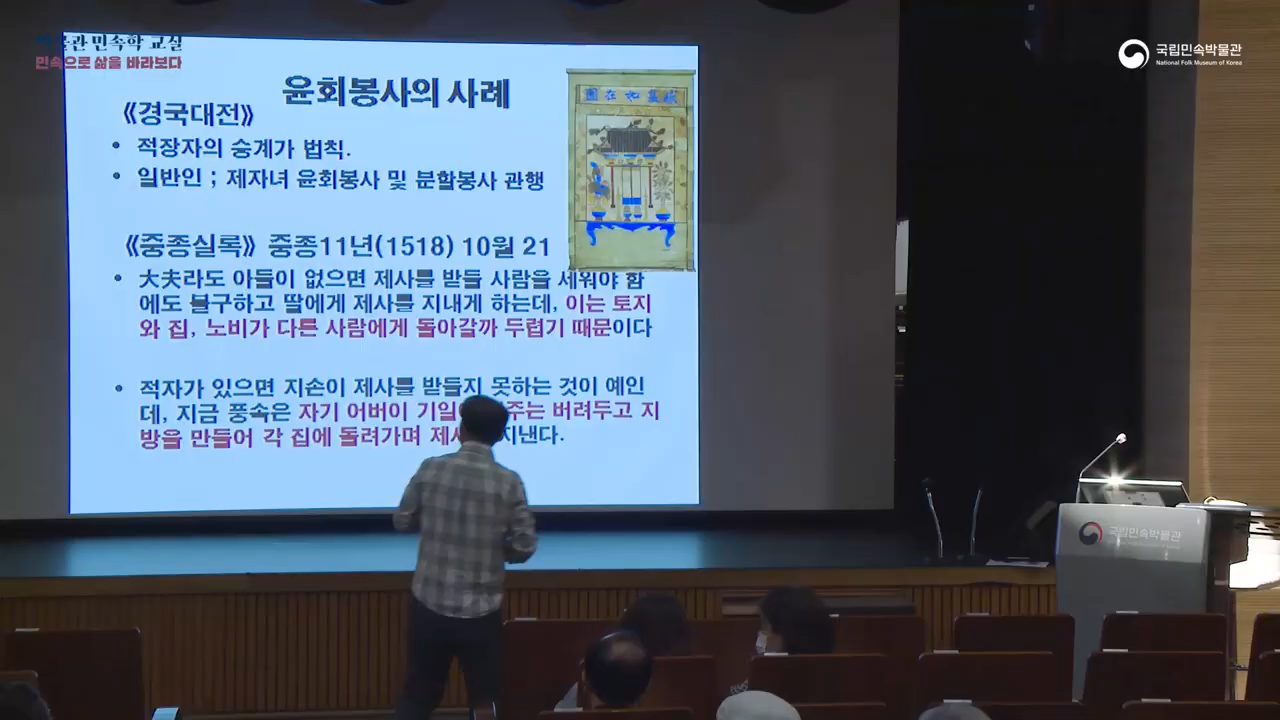 박물관 민속학 교실
민속으로 삶을 바라보다
국립민속박물관
National Folk Museum of Korea
윤회봉사의 사례
《경국대전》
• 적장자의 승계가 법칙.
• 일반인 ; 제자녀 윤회봉사 및 분할봉사 관행
《중종실록》 중종11년(1518) 10월 21
• 大夫라도 아들이 없으면 제사를 받들 사람을 세워야 함
에도 불구하고 딸에게 제사를 지내게 하는데, 이는 토지
와 집, 노비가 다른 사람에게 돌아갈까 두렵기 때문이다
• 적자가 있으면 지손이 제사를 받들지 못하는 것이 예인
데, 지금 풍속은 자기 어버이 기일에 주는 버려두고 지
방을 만들어 각 집에 돌려가며 제사 지낸다.
국립민속박물관